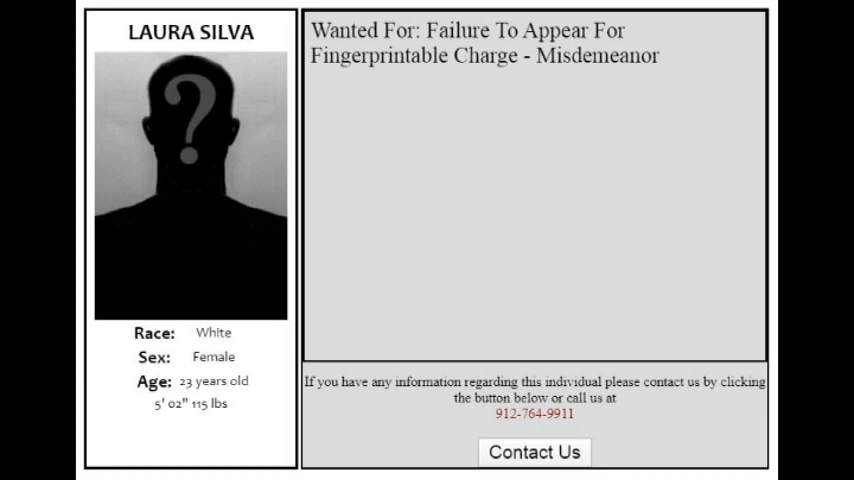 LAURA SILVA
?
Race: White
Sex: Female
Age: 23 years old
5' 02" 115 lbs
Wanted For: Failure To Appear For
Fingerprintable Charge - Misdemeanor
If you have any information regarding this individual please contact us by clicking
the button below or call us at
912-764-9911
Contact Us